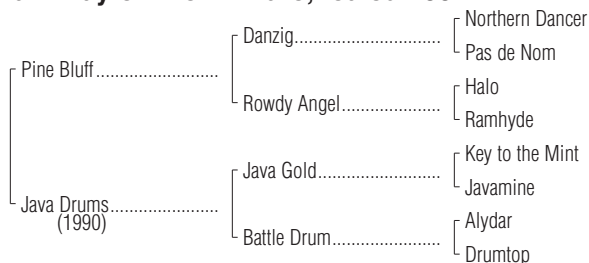 Northern Dancer
Danzig
Pas de Nom
Pine Bluff
Halo
Rowdy Angel
Ramhyde
Key to the Mint
Java Gold
Javamine
Java Drums
(1990)
Alydar
Battle Drum
Drumtop